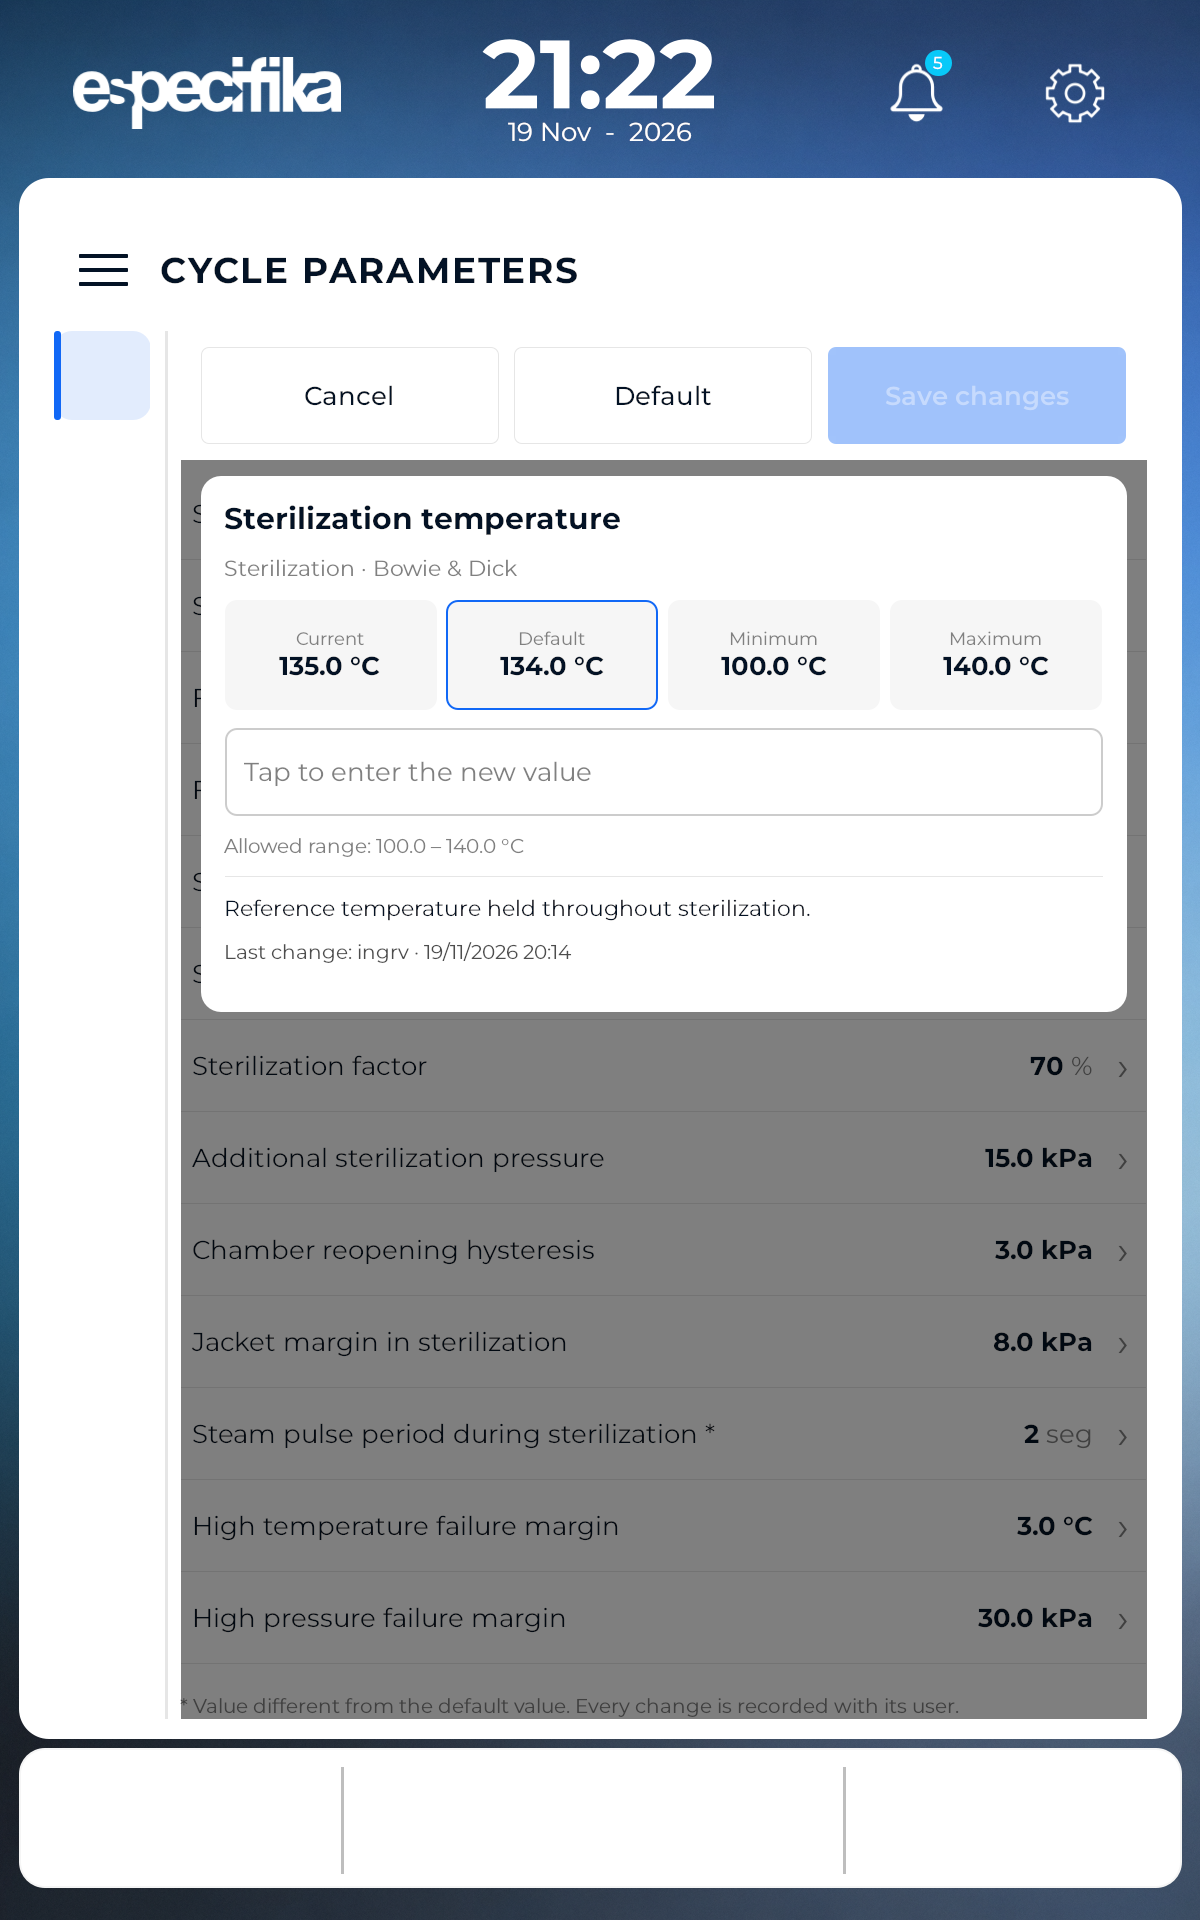 e-specifika
21:22
19 Nov - 2026
5
CYCLE PARAMETERS
Cancel
Default
Save changes
Sterilization temperature
Sterilization · Bowie & Dick
Current
135.0 °C
Default
134.0 °C
Minimum
100.0 °C
Maximum
140.0 °C
Tap to enter the new value
Allowed range: 100.0 – 140.0 °C
Reference temperature held throughout sterilization.
Last change: ingrv · 19/11/2026 20:14
Sterilization factor 70 % ›
Additional sterilization pressure 15.0 kPa ›
Chamber reopening hysteresis 3.0 kPa ›
Jacket margin in sterilization 8.0 kPa ›
Steam pulse period during sterilization * 2 seg ›
High temperature failure margin 3.0 °C ›
High pressure failure margin 30.0 kPa ›
* Value different from the default value. Every change is recorded with its user.